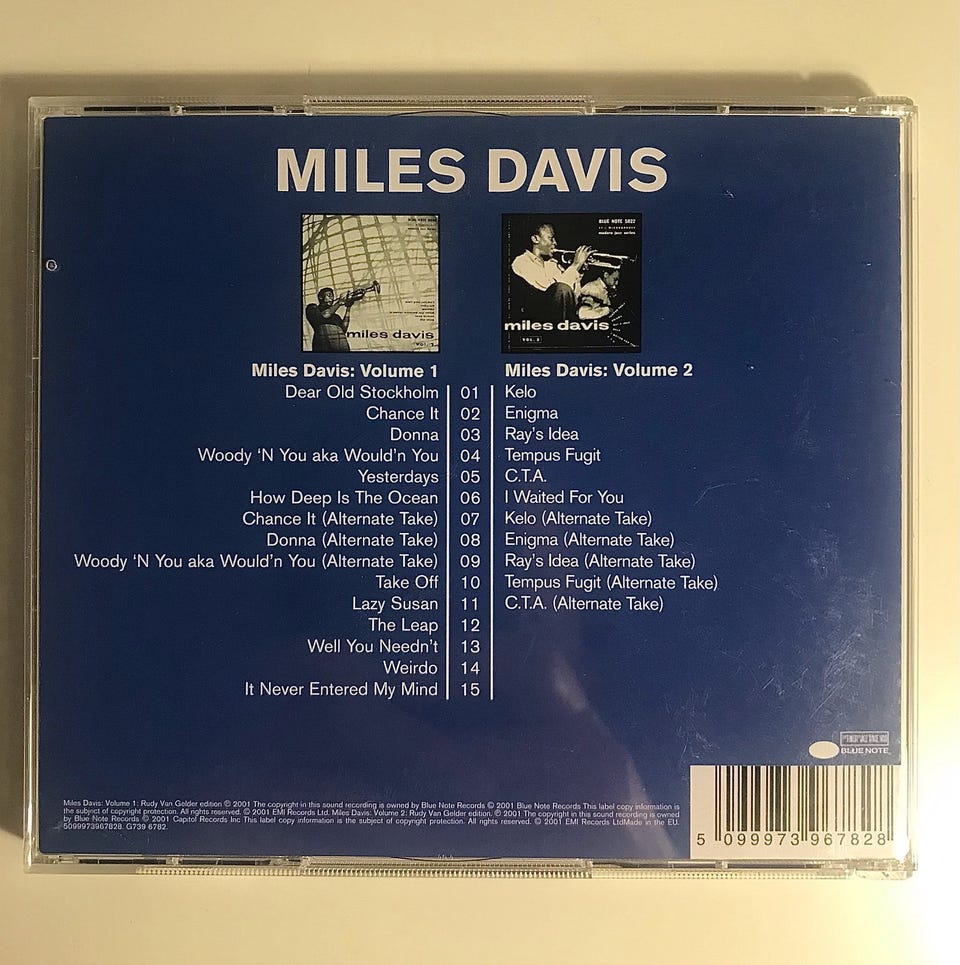 MILES DAVIS
miles davis
VOL. 1
BLUE NOTE 5022
modern jazz series
miles davis
VOL. 2
Miles Davis: Volume 1
Dear Old Stockholm 01
Chance It 02
Donna 03
Woody ‘N You aka Would’n You 04
Yesterdays 05
How Deep Is The Ocean 06
Chance It (Alternate Take) 07
Donna (Alternate Take) 08
Woody ‘N You aka Would’n You (Alternate Take) 09
Take Off 10
Lazy Susan 11
The Leap 12
Well You Needn’t 13
Weirdo 14
It Never Entered My Mind 15
Miles Davis: Volume 2
Kelo
Enigma
Ray’s Idea
Tempus Fugit
C.T.A.
I Waited For You
Kelo (Alternate Take)
Enigma (Alternate Take)
Ray’s Idea (Alternate Take)
Tempus Fugit (Alternate Take)
C.T.A. (Alternate Take)
BLUE NOTE
Miles Davis: Volume 1: Rudy Van Gelder edition ℗ 2001 The copyright in this sound recording is owned by Blue Note Records © 2001 Blue Note Records This label copy information is
the subject of copyright protection. All rights reserved. © 2001 EMI Records Ltd. Miles Davis: Volume 2: Rudy Van Gelder edition. ℗ 2001 The copyright in this sound recording is owned
by Blue Note Records © 2001 Capitol Records Inc This label copy information is the subject of copyright protection. All rights reserved. © 2001 EMI Records LtdMade in the EU.
5099973967828. G739 6782.
5 099973 967828